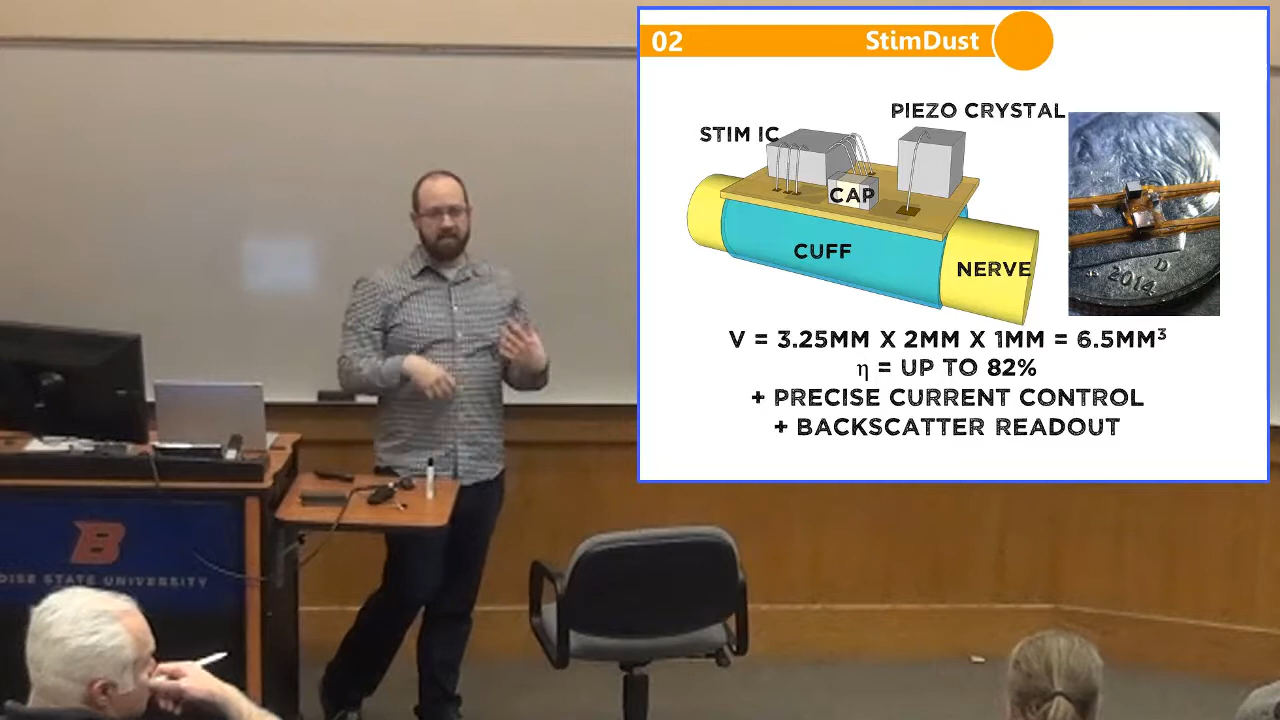 02
StimDust
PIEZO CRYSTAL
STIM IC
CAP
CUFF
NERVE
D
2014
V = 3.25MM X 2MM X 1MM = 6.5MM³
η = UP TO 82%
+ PRECISE CURRENT CONTROL
+ BACKSCATTER READOUT
B
OISE STATE UNIVERSITY